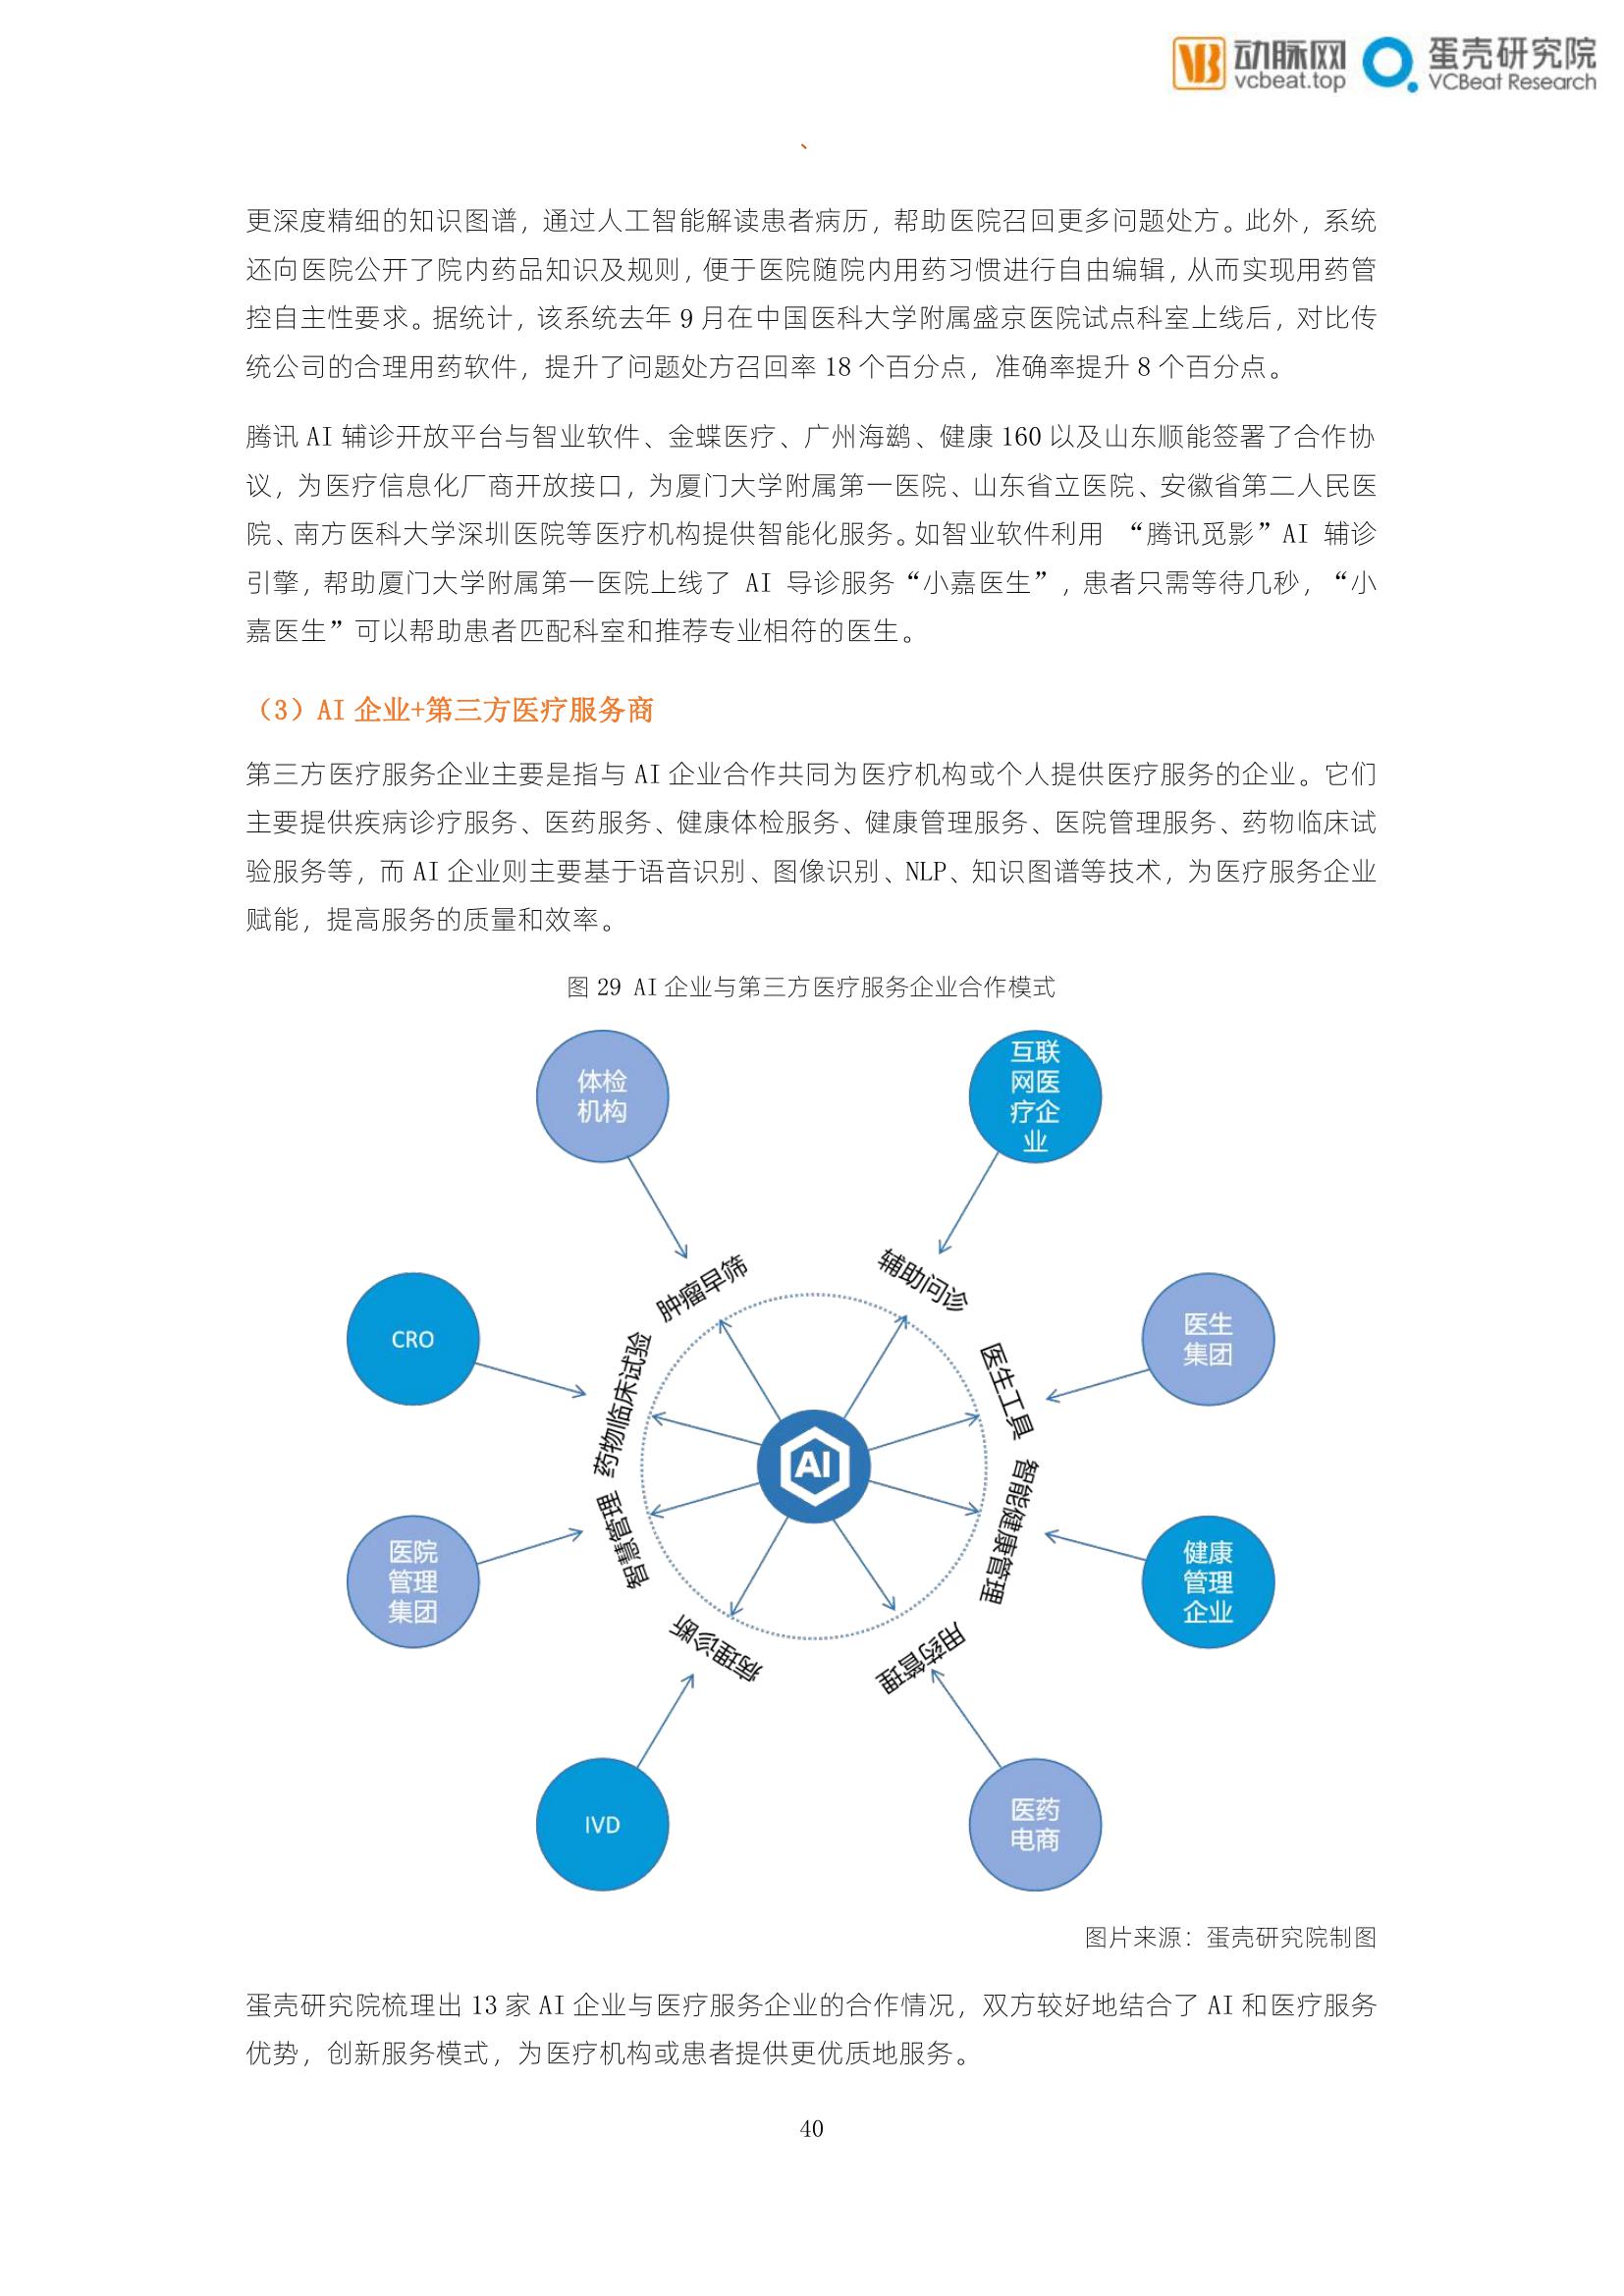 动脉网
vcbeat.top
蛋壳研究院
VCBeat Research
、
更深度精细的知识图谱，通过人工智能解读患者病历，帮助医院召回更多问题处方。此外，系统
还向医院公开了院内药品知识及规则，便于医院随院内用药习惯进行自由编辑，从而实现用药管
控自主性要求。据统计，该系统去年 9 月在中国医科大学附属盛京医院试点科室上线后，对比传
统公司的合理用药软件，提升了问题处方召回率 18 个百分点，准确率提升 8 个百分点。
腾讯 AI 辅诊开放平台与智业软件、金蝶医疗、广州海鹚、健康 160 以及山东顺能签署了合作协
议，为医疗信息化厂商开放接口，为厦门大学附属第一医院、山东省立医院、安徽省第二人民医
院、南方医科大学深圳医院等医疗机构提供智能化服务。如智业软件利用 “腾讯觅影”AI 辅诊
引擎，帮助厦门大学附属第一医院上线了 AI 导诊服务“小嘉医生”，患者只需等待几秒，“小
嘉医生”可以帮助患者匹配科室和推荐专业相符的医生。
（3）AI 企业+第三方医疗服务商
第三方医疗服务企业主要是指与 AI 企业合作共同为医疗机构或个人提供医疗服务的企业。它们
主要提供疾病诊疗服务、医药服务、健康体检服务、健康管理服务、医院管理服务、药物临床试
验服务等，而 AI 企业则主要基于语音识别、图像识别、NLP、知识图谱等技术，为医疗服务企业
赋能，提高服务的质量和效率。
图 29 AI 企业与第三方医疗服务企业合作模式
体检
机构
互联
网医
疗企
业
肿瘤早筛
辅助问诊
CRO
医生
集团
药物临床试验
医生工具
AI
智慧管理
智能健康管理
医院
管理
集团
健康
管理
企业
病理诊断
用药管理
IVD
医药
电商
图片来源：蛋壳研究院制图
蛋壳研究院梳理出 13 家 AI 企业与医疗服务企业的合作情况，双方较好地结合了 AI 和医疗服务
优势，创新服务模式，为医疗机构或患者提供更优质地服务。
40